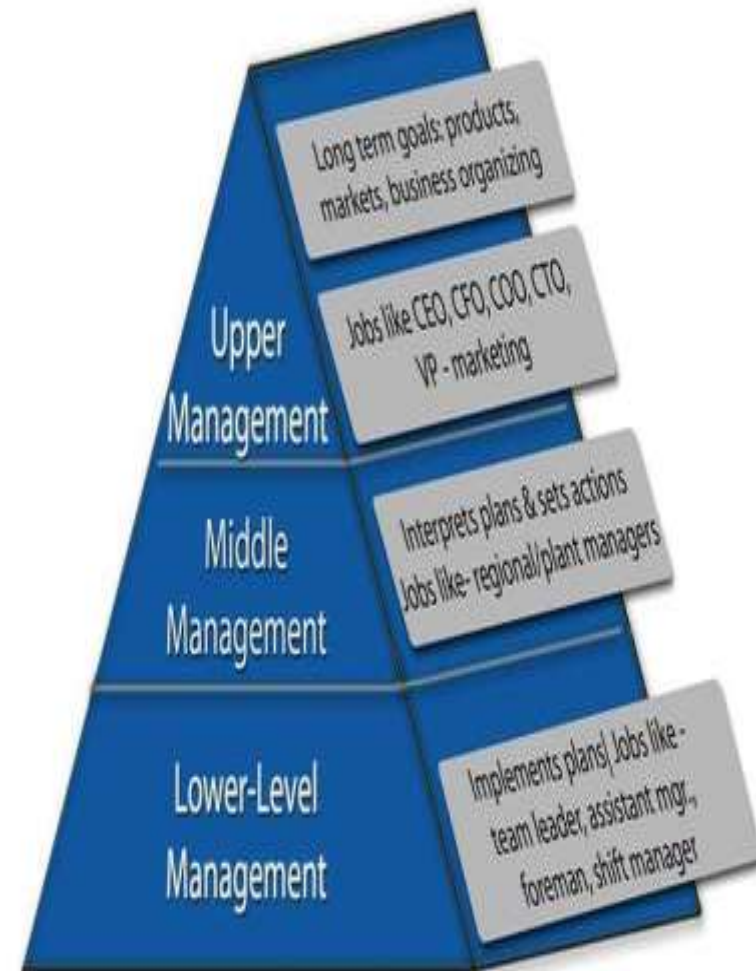 Long term goals: products,
markets, business organizing
Upper
Management
Jobs like CEO, CFO, COO, CTO,
VP - marketing
Middle
Management
Interprets plans & sets actions
Jobs like- regional/plant managers
Lower-Level
Management
Implements plans| Jobs like -
team leader, assistant mgr.,
foreman, shift manager